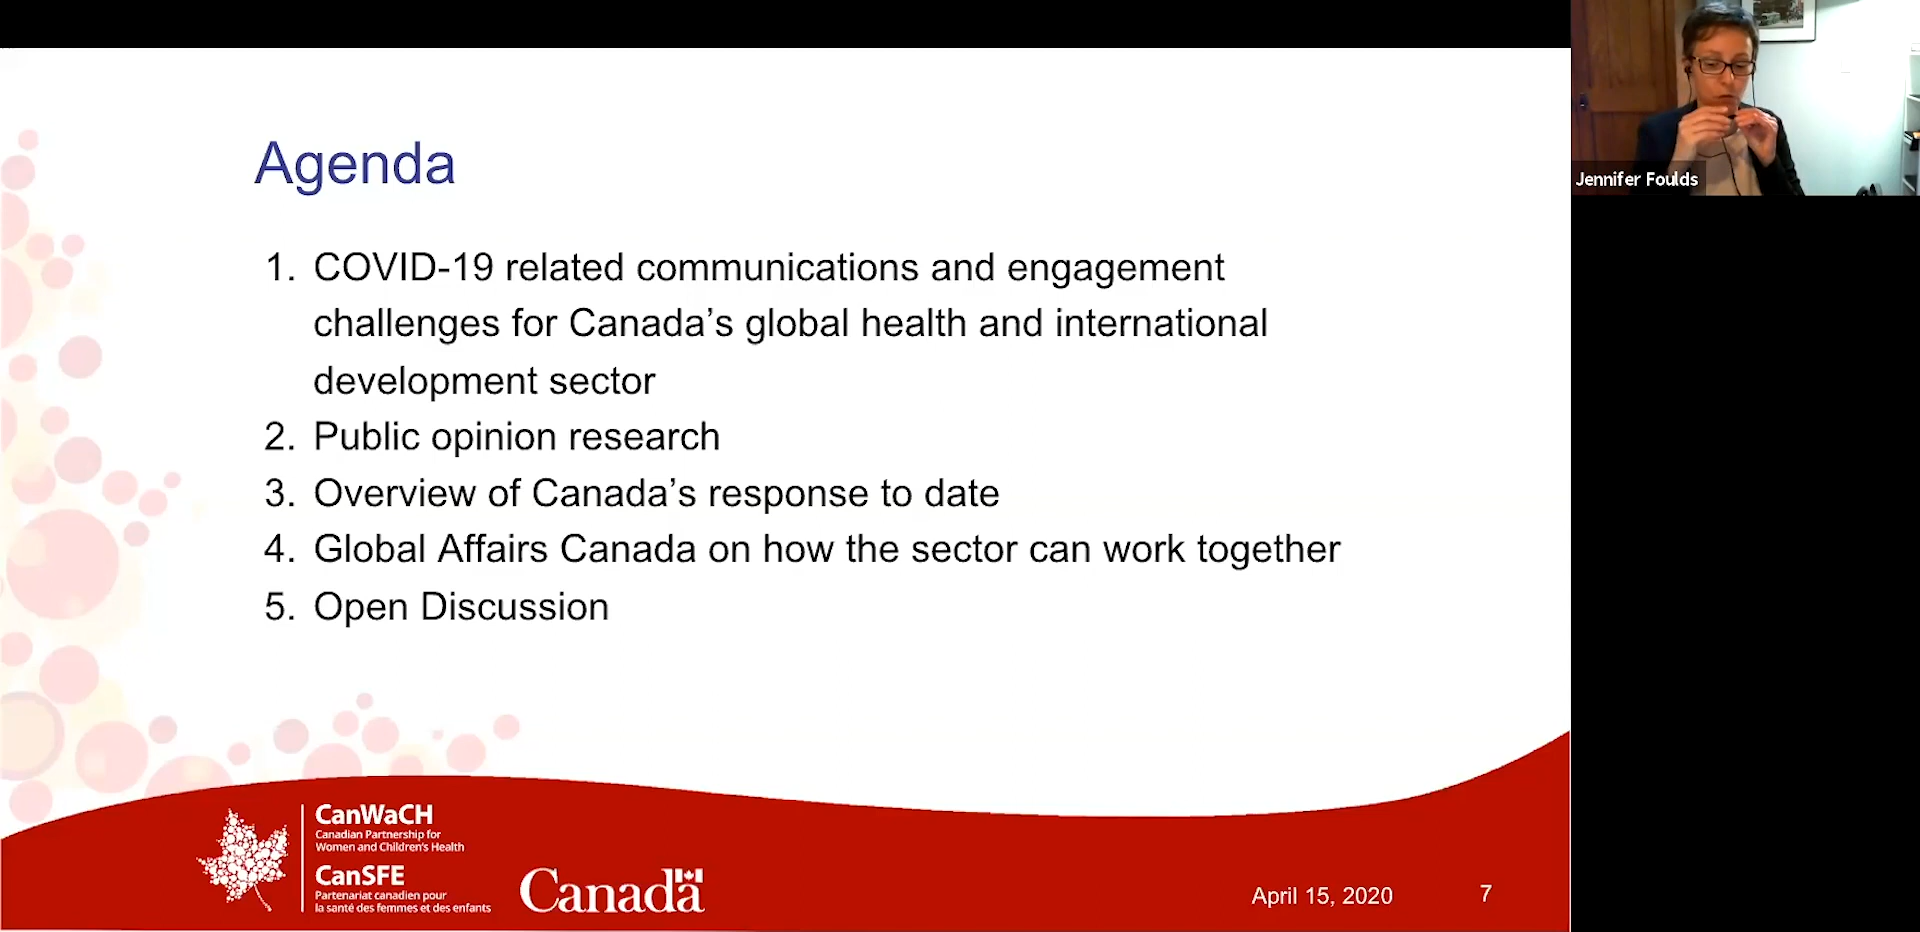 Agenda
1. COVID-19 related communications and engagement
challenges for Canada’s global health and international
development sector
2. Public opinion research
3. Overview of Canada’s response to date
4. Global Affairs Canada on how the sector can work together
5. Open Discussion
CanWaCH
Canadian Partnership for
Women and Children's Health
CanSFE
Partenariat canadien pour
la santé des femmes et des enfants
Canada
April 15, 2020
7
Jennifer Foulds